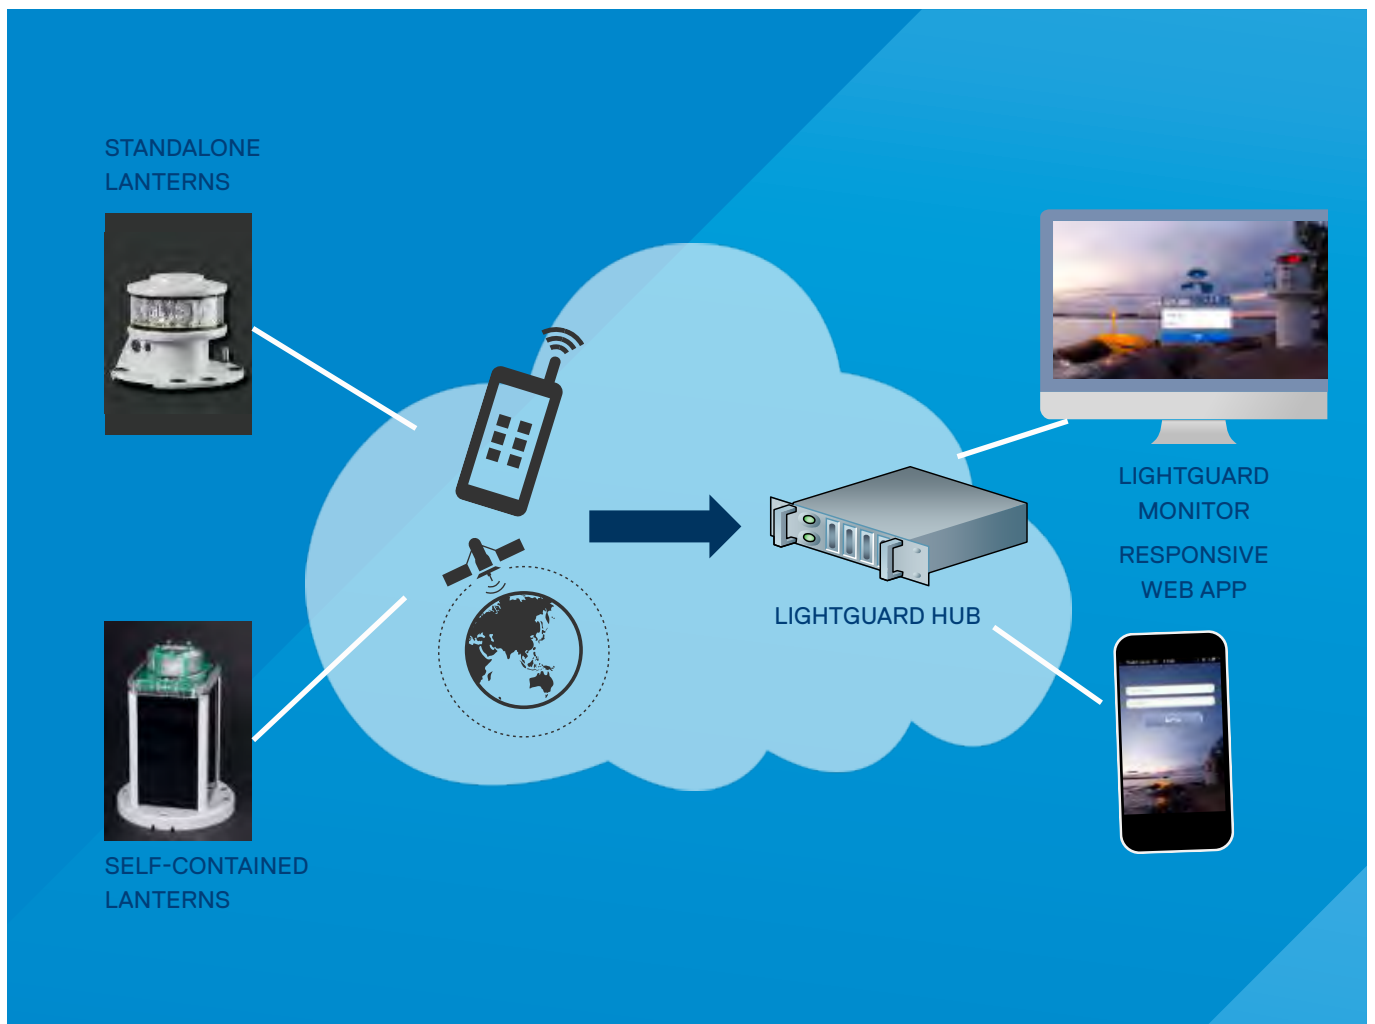 STANDALONE
LANTERNS
LIGHTGUARD
MONITOR
RESPONSIVE
WEB APP
LIGHTGUARD HUB
SELF-CONTAINED
LANTERNS